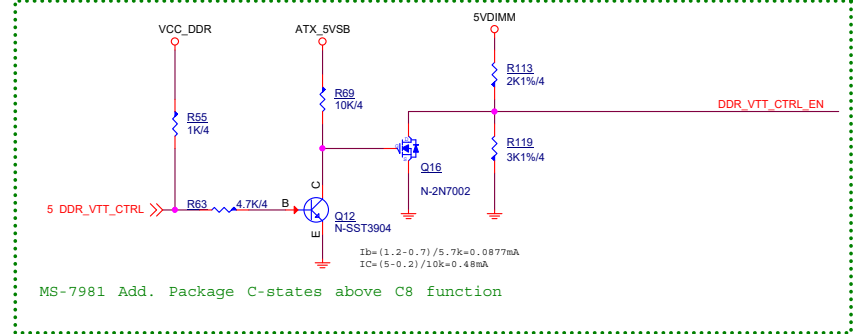 VCC_DDR
ATX_5VSB
5VDIMM
R113
2K1%/4
R69
10K/4
DDR_VTT_CTRL_EN
R55
1K/4
R119
3K1%/4
Q16
N-2N7002
C
5 DDR_VTT_CTRL
R63
4.7K/4
B
Q12
N-SST3904
E
Ib=(1.2-0.7)/5.7k=0.0877mA
IC=(5-0.2)/10k=0.48mA
MS-7981 Add. Package C-states above C8 function